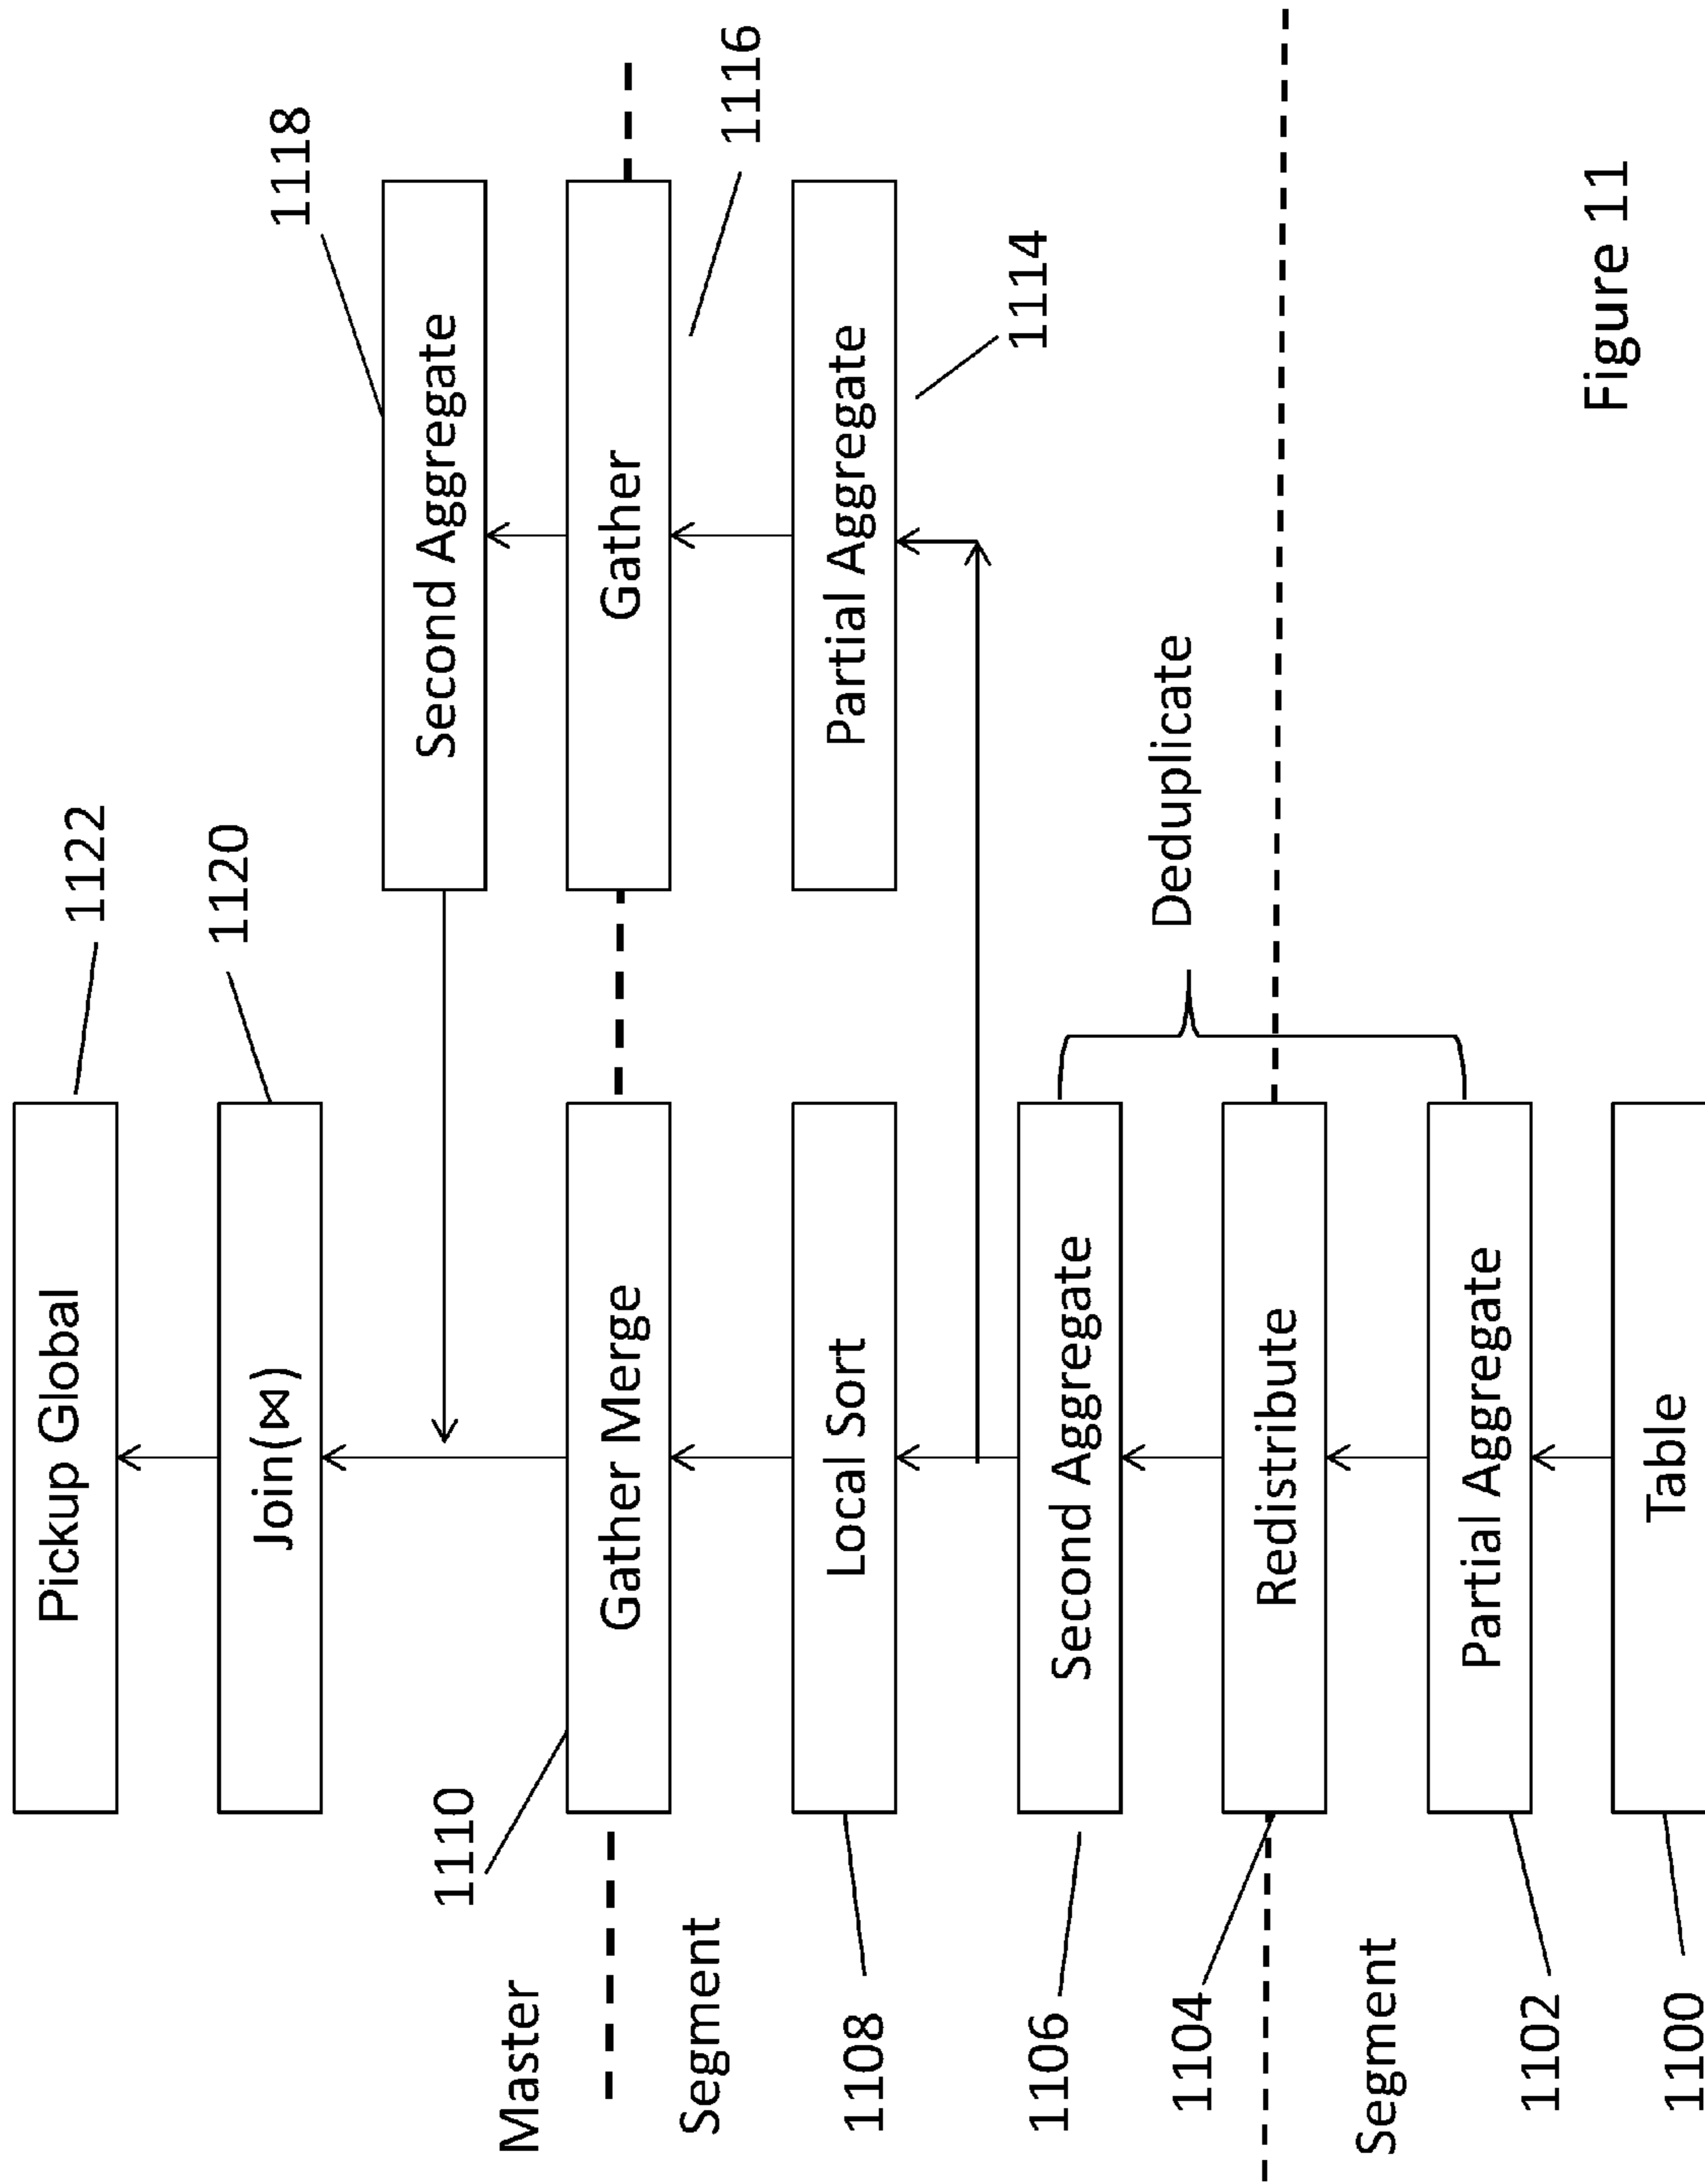 Pickup Global
1122
Join(⋈)
1120
Second Aggregate
1118
1110
Master
Gather Merge
Gather
Segment
1116
Local Sort
Partial Aggregate
1108
1114
Second Aggregate
1106
Deduplicate
1104
Redistribute
Segment
Partial Aggregate
1102
Table
1100
Figure 11